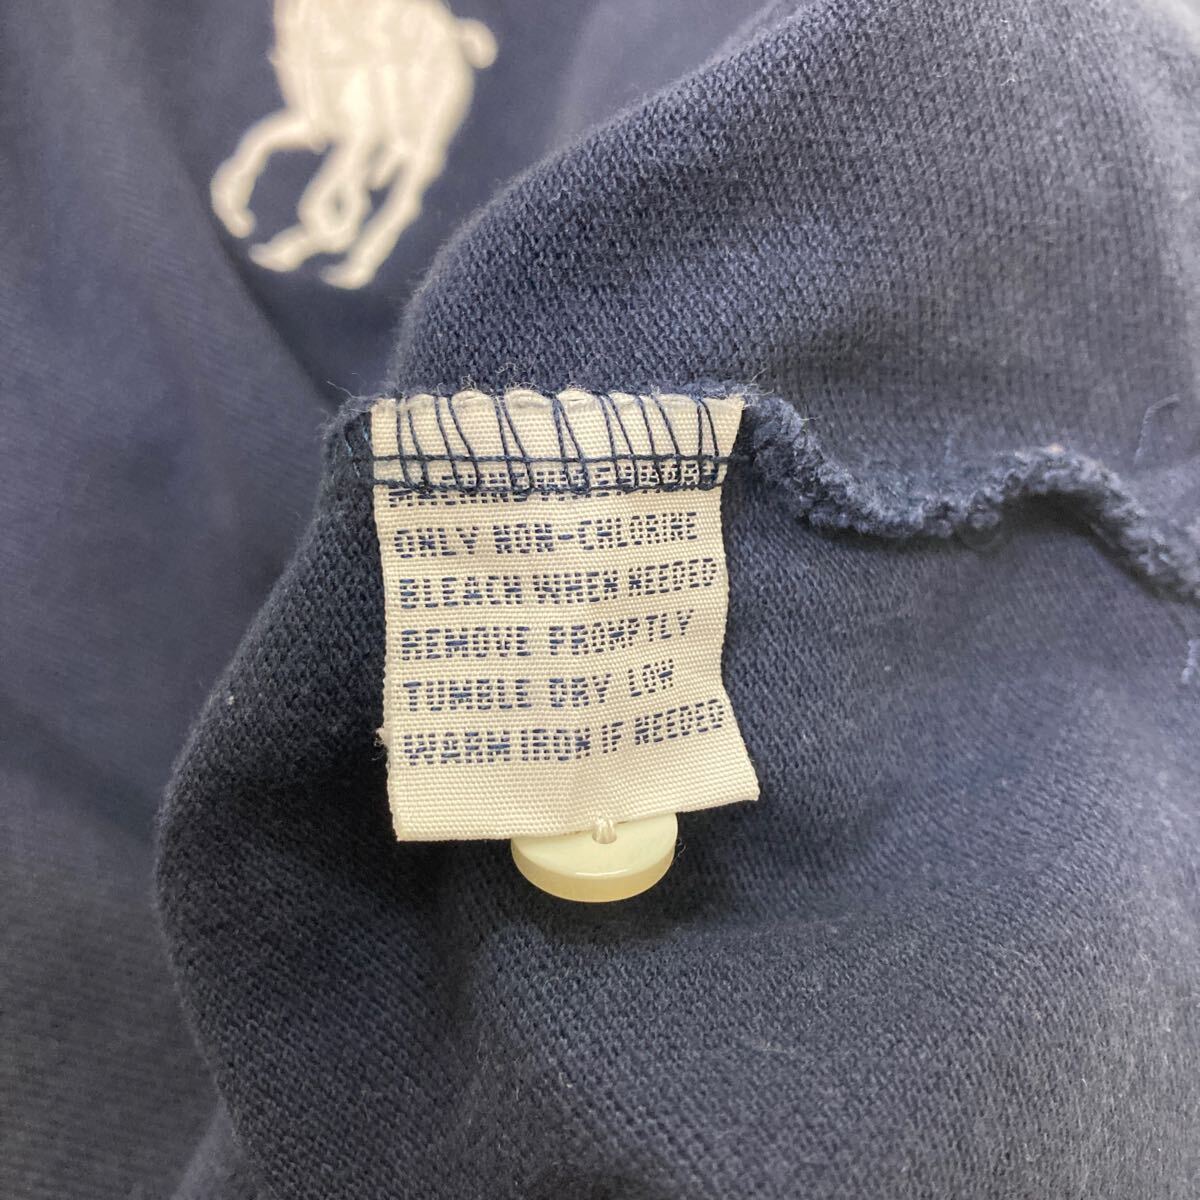 ONLY NON-CHLORINE
BLEACH WHEN NEEDED
REMOVE PROMPTLY
TUMBLE DRY LOW
WARM IRON IF NEEDED